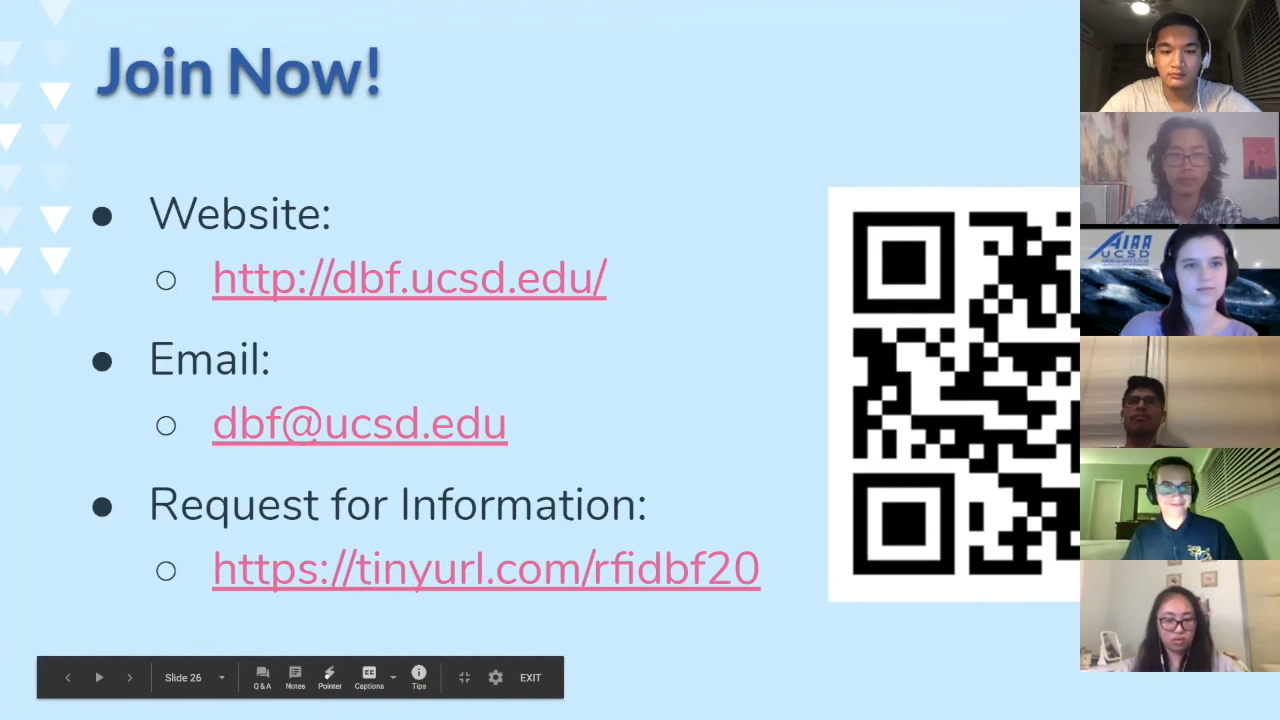 Join Now!
● Website:
○ http://dbf.ucsd.edu/
● Email:
○ dbf@ucsd.edu
● Request for Information:
○ https://tinyurl.com/rfidbf20
AIAA
UCSD
Slide 26
Q & A
Notes
Pointer
CC
Captions
Tips
EXIT